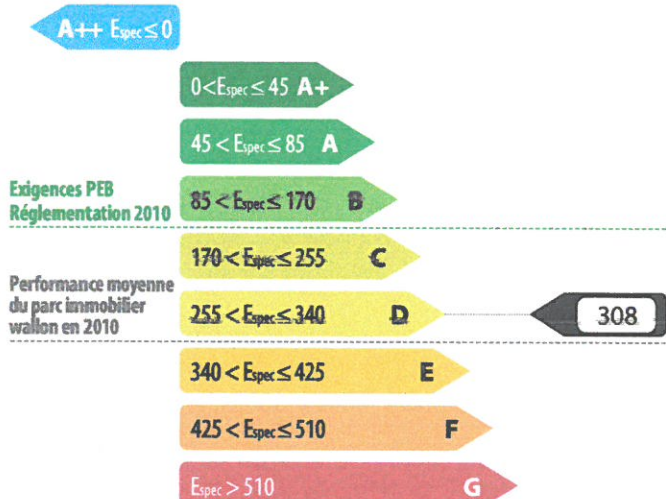 A++ Espec ≤ 0
0 < Espec ≤ 45 A+
45 < Espec ≤ 85 A
Exigences PEB
Réglementation 2010
85 < Espec ≤ 170 B
170 < Espec ≤ 255 C
Performance moyenne
du parc immobilier
wallon en 2010
255 < Espec ≤ 340 D
308
340 < Espec ≤ 425 E
425 < Espec ≤ 510 F
Espec > 510 G